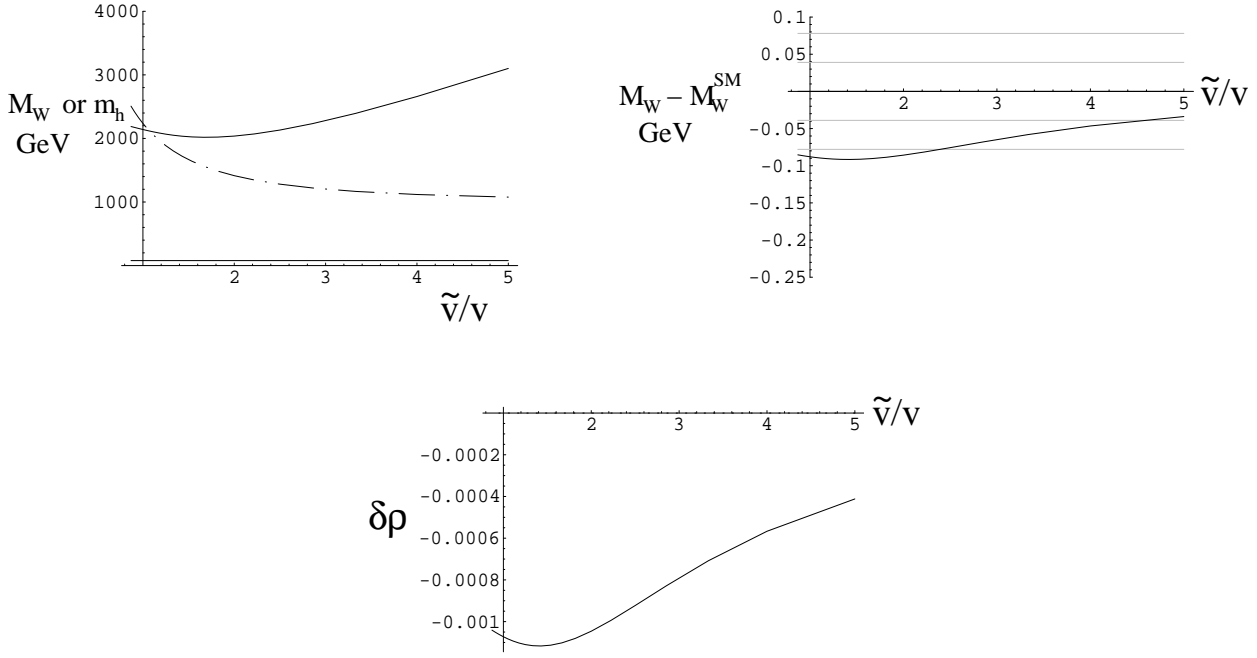 4000
3000
M_W or m_h
GeV
2000
1000
2 3 4 5
ṽ/v
0.1
0.05
M_W – M_W^SM
GeV
2 3 4 5
ṽ/v
-0.05
-0.1
-0.15
-0.2
-0.25
2 3 4 5
ṽ/v
-0.0002
-0.0004
δρ
-0.0006
-0.0008
-0.001